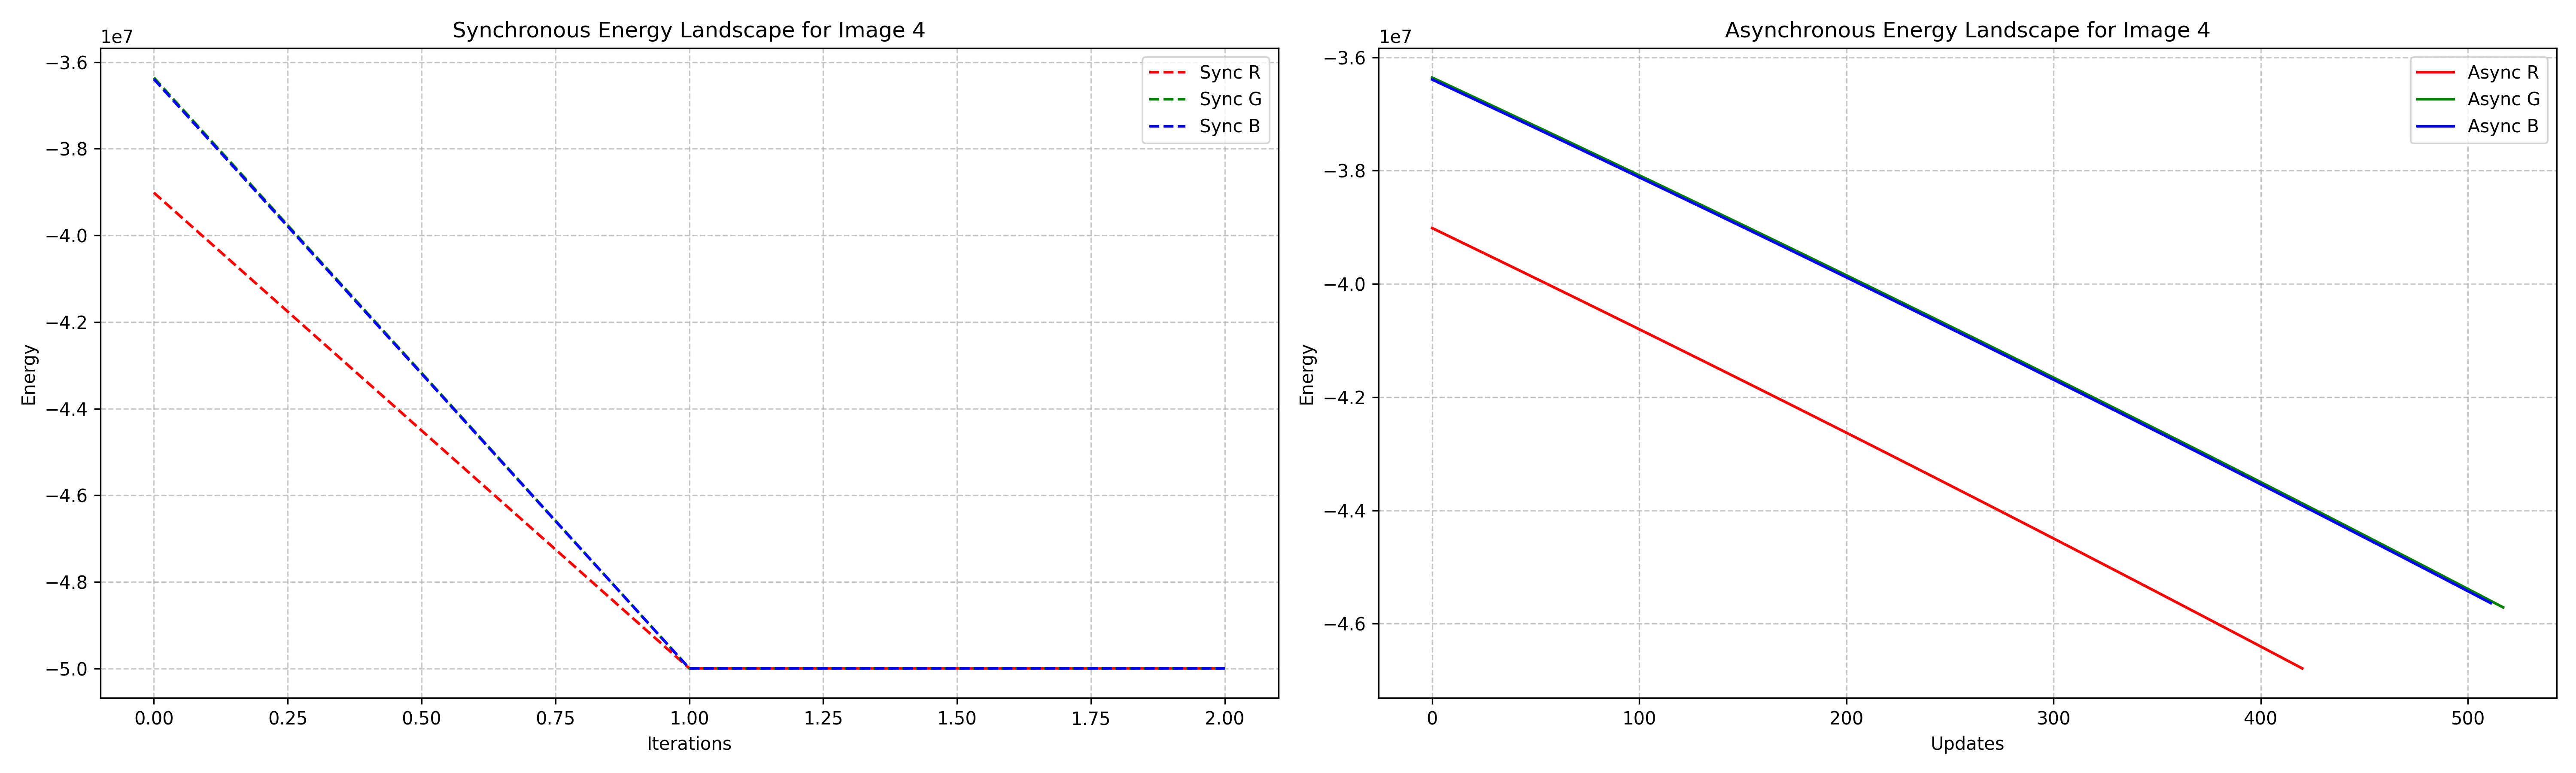 Synchronous Energy Landscape for Image 4
1e7
−3.6
−3.8
−4.0
−4.2
−4.4
−4.6
−4.8
−5.0
Energy
0.00 0.25 0.50 0.75 1.00 1.25 1.50 1.75 2.00
Iterations
Sync R
Sync G
Sync B
Asynchronous Energy Landscape for Image 4
1e7
−3.6
−3.8
−4.0
−4.2
−4.4
−4.6
Energy
0 100 200 300 400 500
Updates
Async R
Async G
Async B